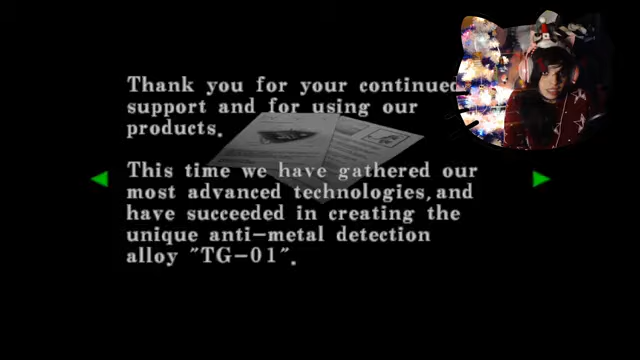 Thank you for your continued
support and for using our
products.
This time we have gathered our
most advanced technologies, and
have succeeded in creating the
unique anti-metal detection
alloy "TG-01".